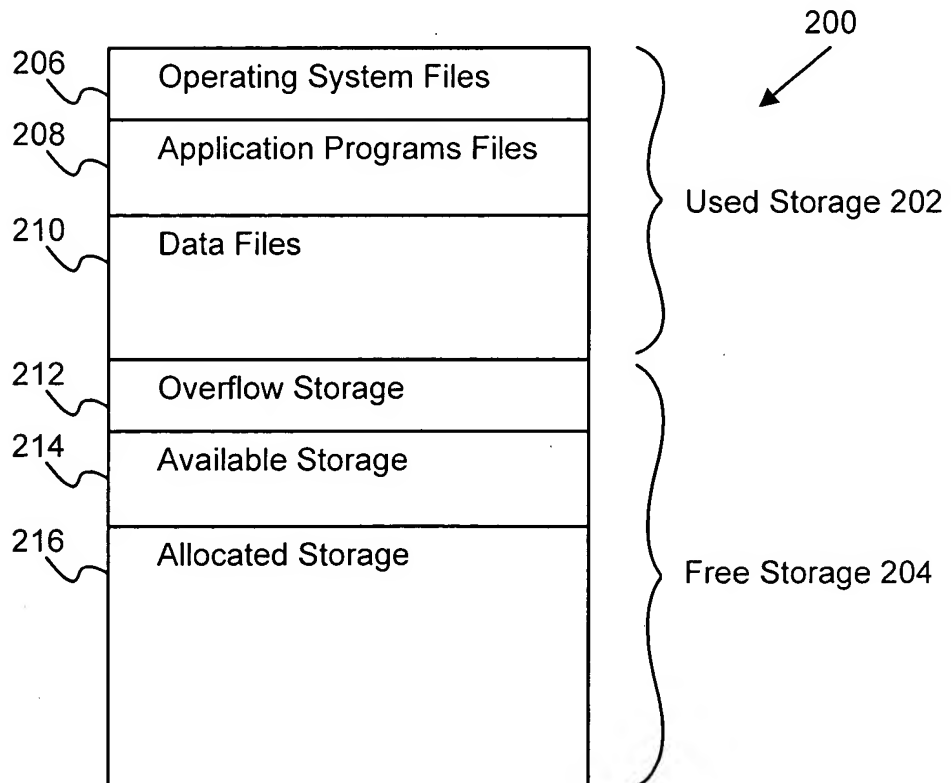 200
206
Operating System Files
208
Application Programs Files
Used Storage 202
210
Data Files
212
Overflow Storage
214
Available Storage
216
Allocated Storage
Free Storage 204